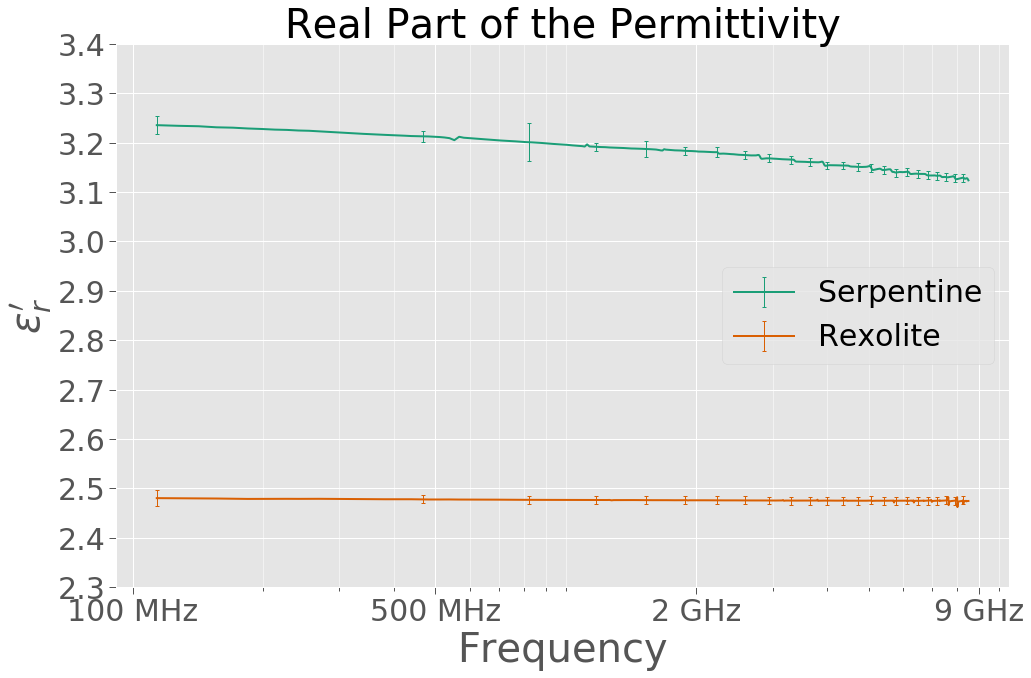 Real Part of the Permittivity
3.4
3.3
3.2
3.1
3.0
2.9
2.8
2.7
2.6
2.5
2.4
2.3
ε′r
Serpentine
Rexolite
100 MHz 500 MHz 2 GHz 9 GHz
Frequency